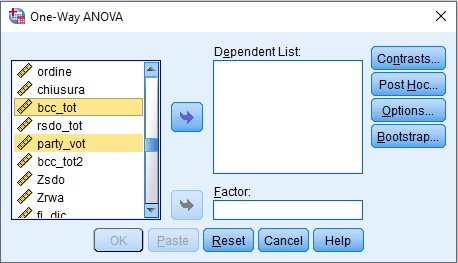 One-Way ANOVA
Dependent List:
ordine
chiusura
bcc_tot
rsdo_tot
party_vot
bcc_tot2
Zsdo
Zrwa
fi_dic
Contrasts...
Post Hoc...
Options...
Bootstrap...
Factor:
OK
Paste
Reset
Cancel
Help